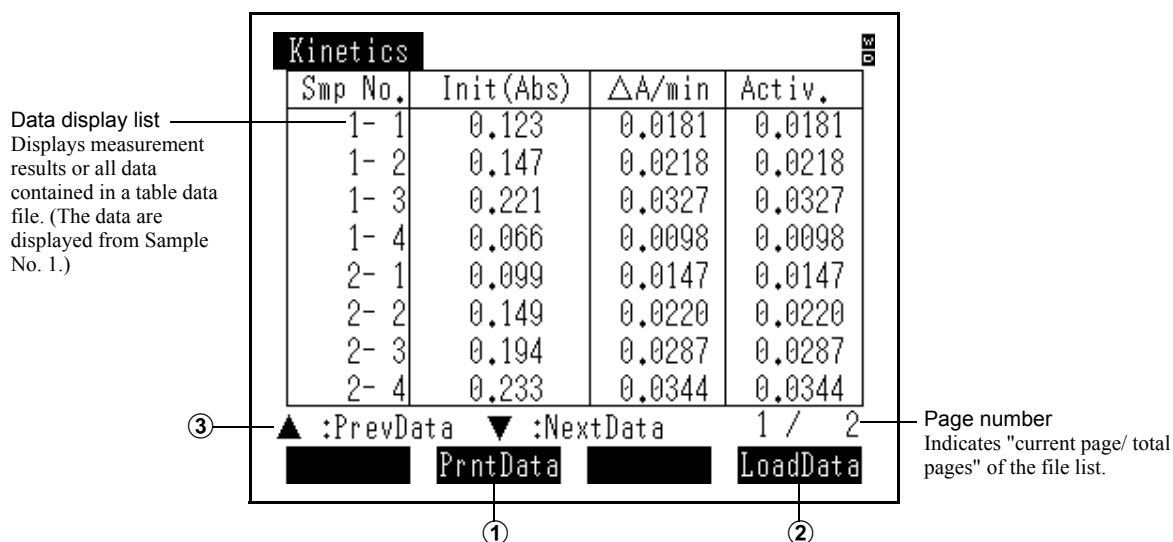 Kinetics
W
D
Smp No. Init(Abs) △A/min Activ.
1- 1 0.123 0.0181 0.0181
1- 2 0.147 0.0218 0.0218
1- 3 0.221 0.0327 0.0327
1- 4 0.066 0.0098 0.0098
2- 1 0.099 0.0147 0.0147
2- 2 0.149 0.0220 0.0220
2- 3 0.194 0.0287 0.0287
2- 4 0.233 0.0344 0.0344
▲ :PrevData ▼ :NextData 1 / 2
PrntData LoadData
Data display list
Displays measurement
results or all data
contained in a table data
file. (The data are
displayed from Sample
No. 1.)
③
Page number
Indicates "current page/ total
pages" of the file list.
① ②